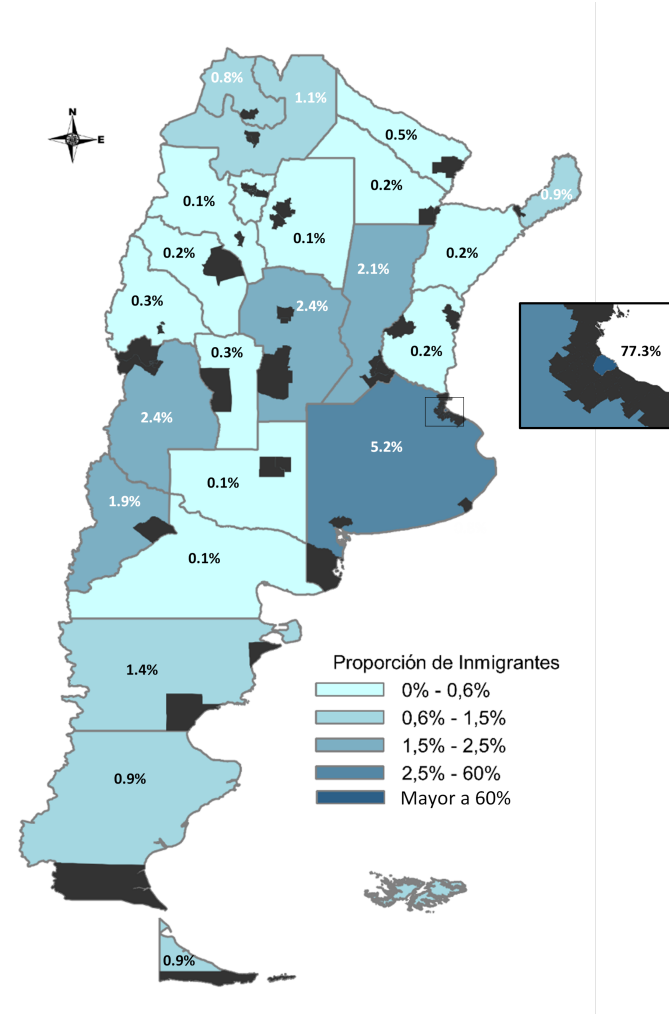 0.8%
1.1%
N
E
0.5%
0.2%
0.9%
0.1%
0.1%
0.2%
0.2%
2.1%
0.3%
2.4%
0.3%
0.2%
77.3%
2.4%
5.2%
0.1%
1.9%
0.1%
Proporción de Inmigrantes
1.4%
0% - 0,6%
0,6% - 1,5%
1,5% - 2,5%
0.9%
2,5% - 60%
Mayor a 60%
0.9%